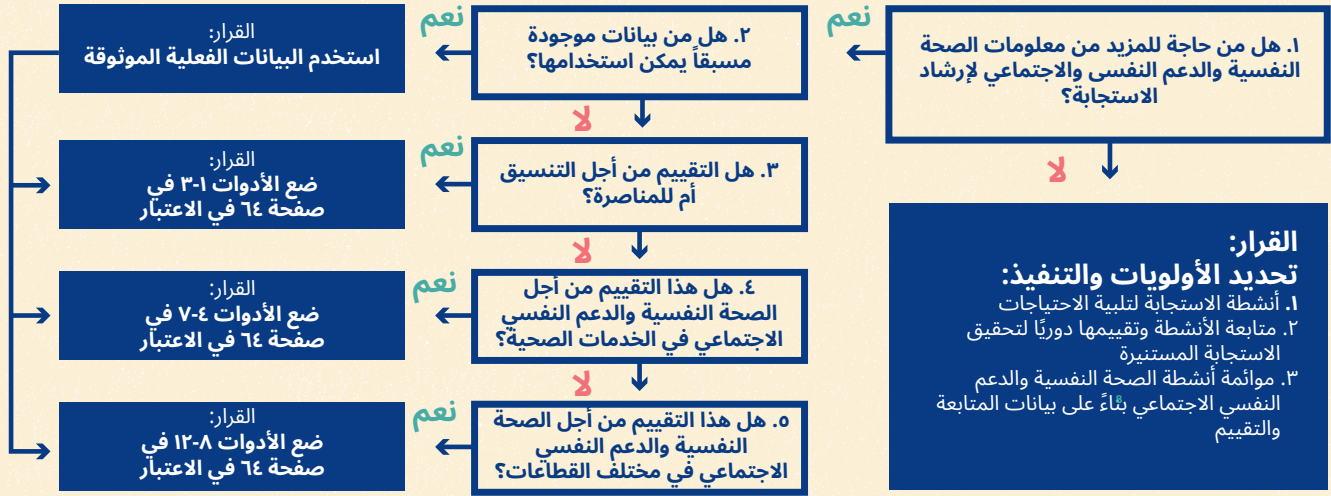 ١. هل من حاجة للمزيد من معلومات الصحة
النفسية والدعم النفسي والاجتماعي لإرشاد
الاستجابة؟
نعم
لا
القرار:
تحديد الأولويات والتنفيذ:
١. أنشطة الاستجابة لتلبية الاحتياجات
٢. متابعة الأنشطة وتقييمها دوريًا لتحقيق
الاستجابة المستنيرة
٣. موائمة أنشطة الصحة النفسية والدعم
النفسي الاجتماعي بناءً على بيانات المتابعة
والتقييم
٢. هل من بيانات موجودة
مسبقاً يمكن استخدامها؟
نعم
القرار:
استخدم البيانات الفعلية الموثوقة
لا
٣. هل التقييم من أجل التنسيق
أم للمناصرة؟
نعم
القرار:
ضع الأدوات ١-٣ في
صفحة ٦٤ في الاعتبار
لا
٤. هل هذا التقييم من أجل
الصحة النفسية والدعم النفسي
الاجتماعي في الخدمات الصحية؟
نعم
القرار:
ضع الأدوات ٤-٧ في
صفحة ٦٤ في الاعتبار
لا
٥. هل هذا التقييم من أجل الصحة
النفسية والدعم النفسي
الاجتماعي في مختلف القطاعات؟
نعم
القرار:
ضع الأدوات ٨-١٢ في
صفحة ٦٤ في الاعتبار